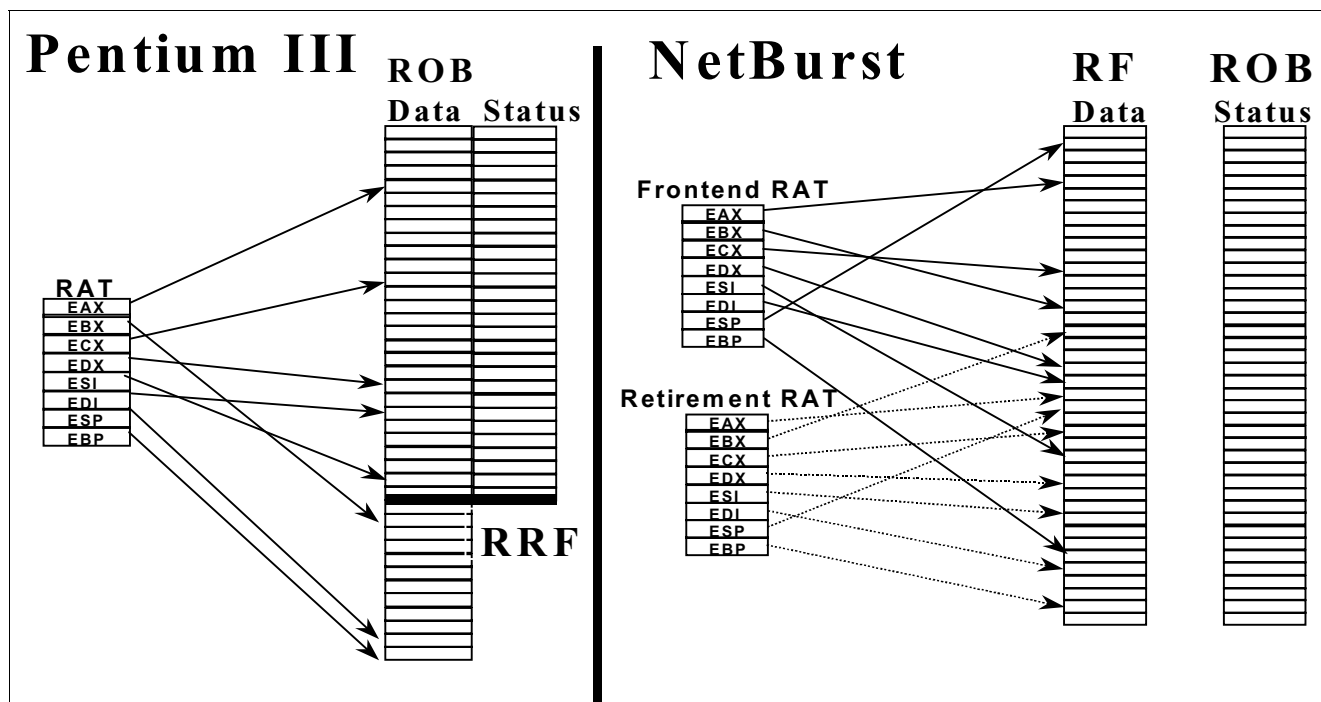 Pentium III
ROB
Data Status
RAT
EAX
EBX
ECX
EDX
ESI
EDI
ESP
EBP
RRF
NetBurst
RF
Data
ROB
Status
Frontend RAT
EAX
EBX
ECX
EDX
ESI
EDI
ESP
EBP
Retirement RAT
EAX
EBX
ECX
EDX
ESI
EDI
ESP
EBP